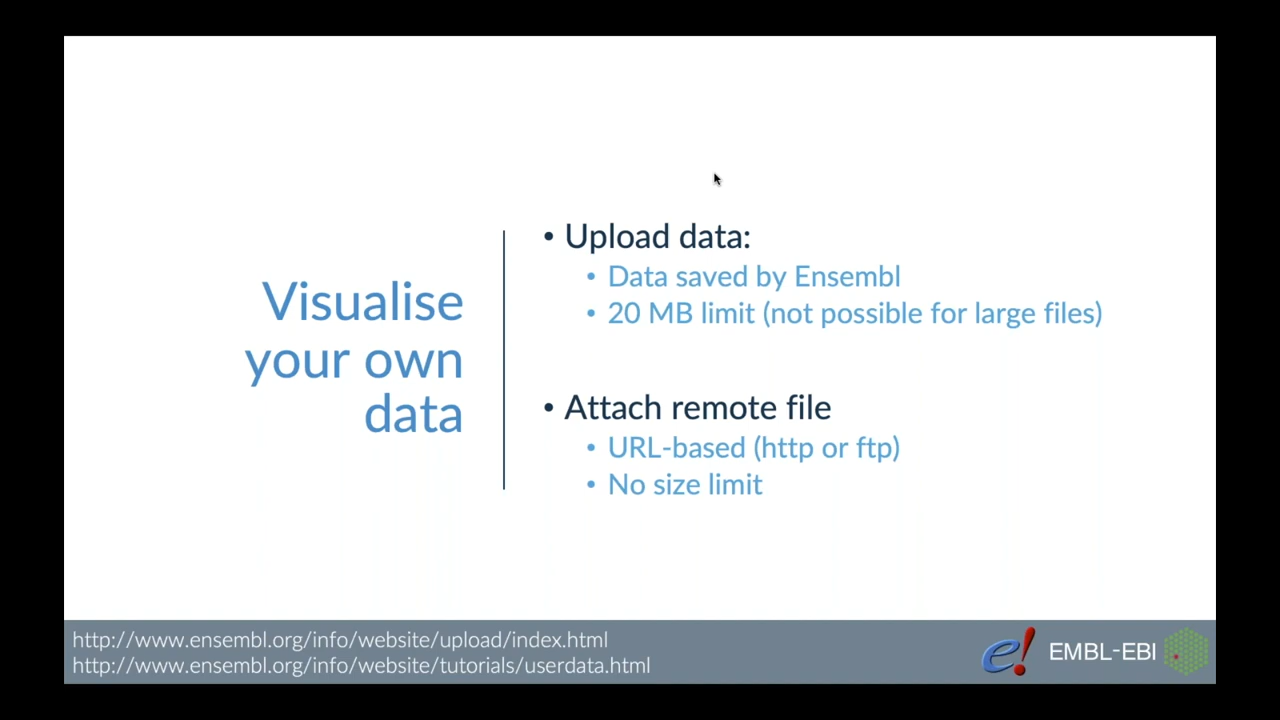 Visualise
your own
data
• Upload data:
• Data saved by Ensembl
• 20 MB limit (not possible for large files)
• Attach remote file
• URL-based (http or ftp)
• No size limit
http://www.ensembl.org/info/website/upload/index.html
http://www.ensembl.org/info/website/tutorials/userdata.html
e!
EMBL-EBI